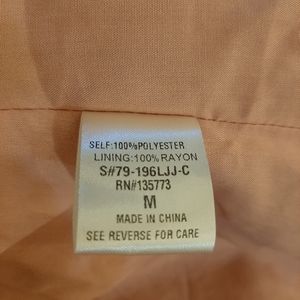 SELF:100%POLYESTER
LINING:100% RAYON
S#79-196LJJ-C
RN#135773
M
MADE IN CHINA
SEE REVERSE FOR CARE